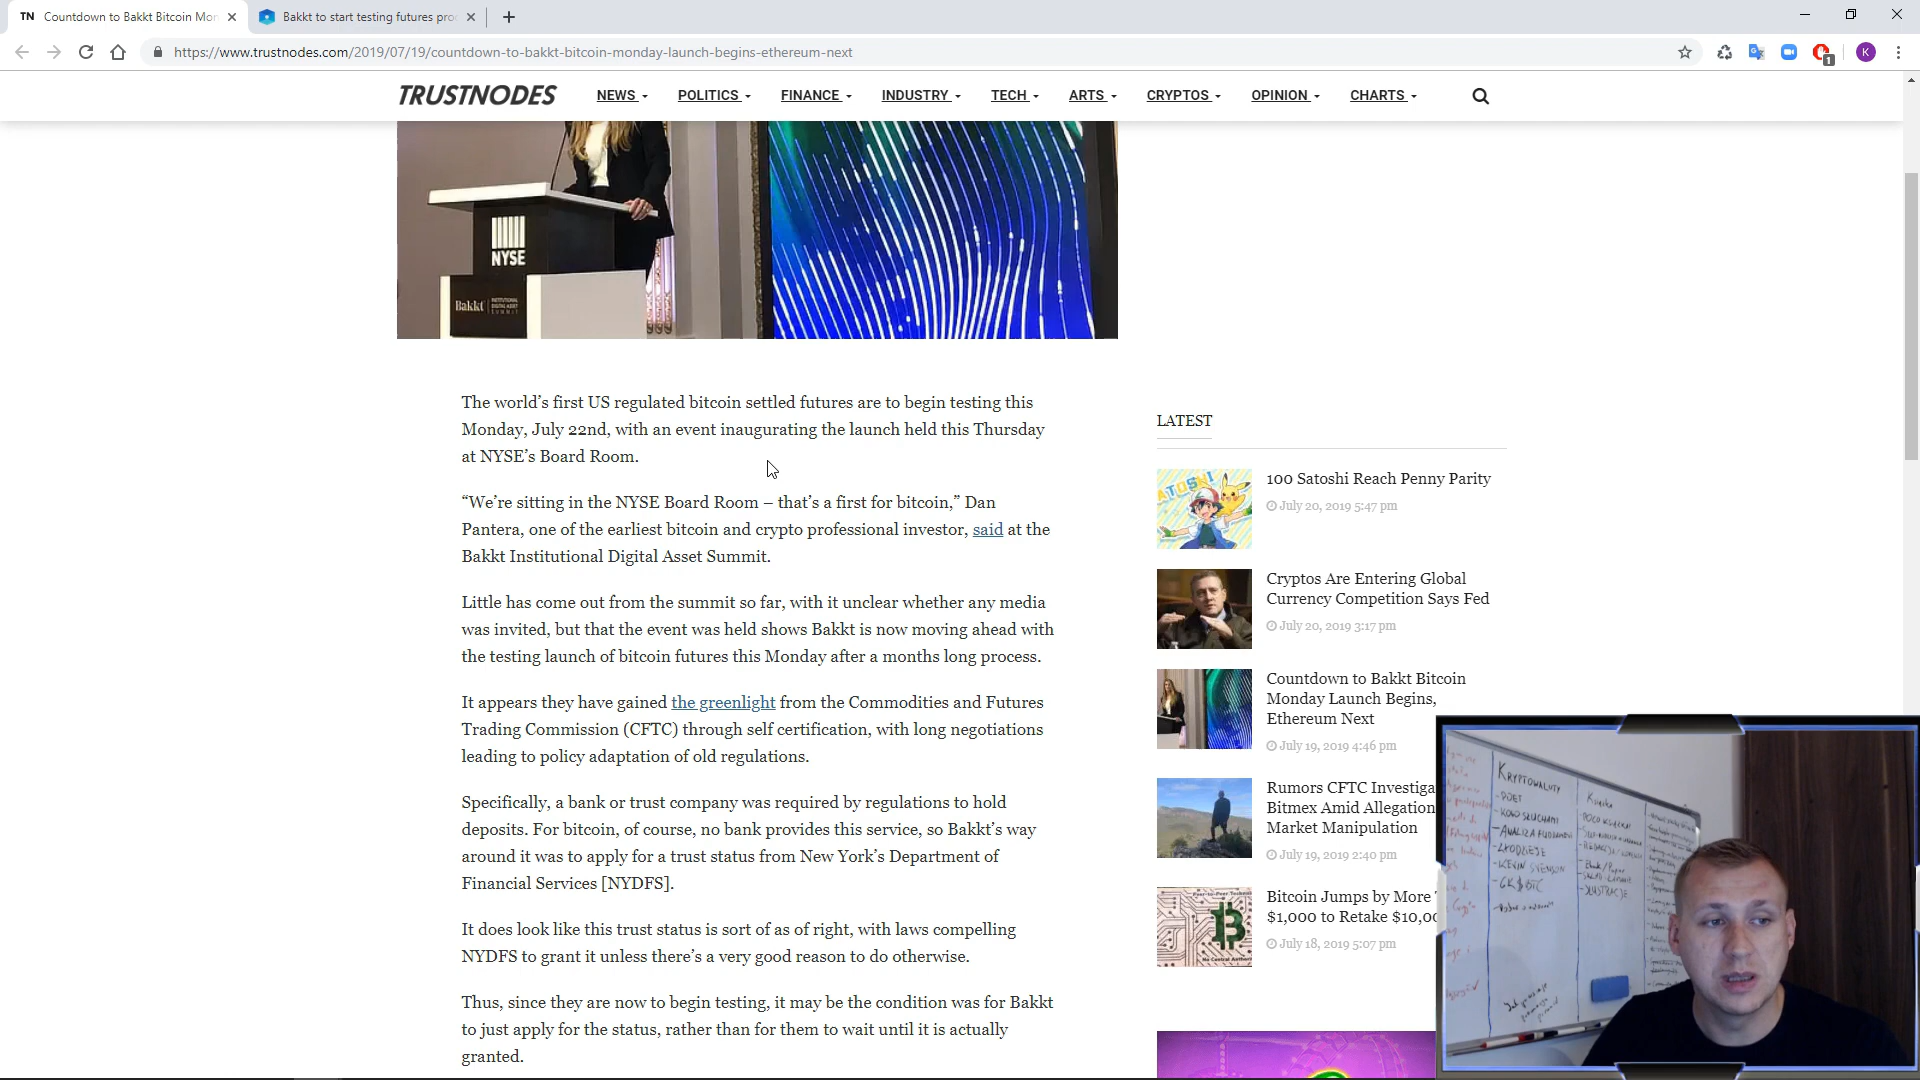 TN Countdown to Bakkt Bitcoin Mon
Bakkt to start testing futures pro
https://www.trustnodes.com/2019/07/19/countdown-to-bakkt-bitcoin-monday-launch-begins-ethereum-next
1
K
TRUSTNODES
NEWS
POLITICS
FINANCE
INDUSTRY
TECH
ARTS
CRYPTOS
OPINION
CHARTS
NYSE
Bakkt
INSTITUTIONAL
DIGITAL ASSET
SUMMIT
The world’s first US regulated bitcoin settled futures are to begin testing this
Monday, July 22nd, with an event inaugurating the launch held this Thursday
at NYSE’s Board Room.
“We’re sitting in the NYSE Board Room – that’s a first for bitcoin,” Dan
Pantera, one of the earliest bitcoin and crypto professional investor, said at the
Bakkt Institutional Digital Asset Summit.
Little has come out from the summit so far, with it unclear whether any media
was invited, but that the event was held shows Bakkt is now moving ahead with
the testing launch of bitcoin futures this Monday after a months long process.
It appears they have gained the greenlight from the Commodities and Futures
Trading Commission (CFTC) through self certification, with long negotiations
leading to policy adaptation of old regulations.
Specifically, a bank or trust company was required by regulations to hold
deposits. For bitcoin, of course, no bank provides this service, so Bakkt’s way
around it was to apply for a trust status from New York’s Department of
Financial Services [NYDFS].
It does look like this trust status is sort of as of right, with laws compelling
NYDFS to grant it unless there’s a very good reason to do otherwise.
Thus, since they are now to begin testing, it may be the condition was for Bakkt
to just apply for the status, rather than for them to wait until it is actually
granted.
LATEST
ATOSHI
100 Satoshi Reach Penny Parity
July 20, 2019 5:47 pm
Cryptos Are Entering Global
Currency Competition Says Fed
July 20, 2019 3:17 pm
Countdown to Bakkt Bitcoin
Monday Launch Begins,
Ethereum Next
July 19, 2019 4:46 pm
Rumors CFTC Investiga
Bitmex Amid Allegation
Market Manipulation
July 19, 2019 2:40 pm
Bitcoin Jumps by More
$1,000 to Retake $10,00
July 18, 2019 5:07 pm
KRYPTOWALUTY